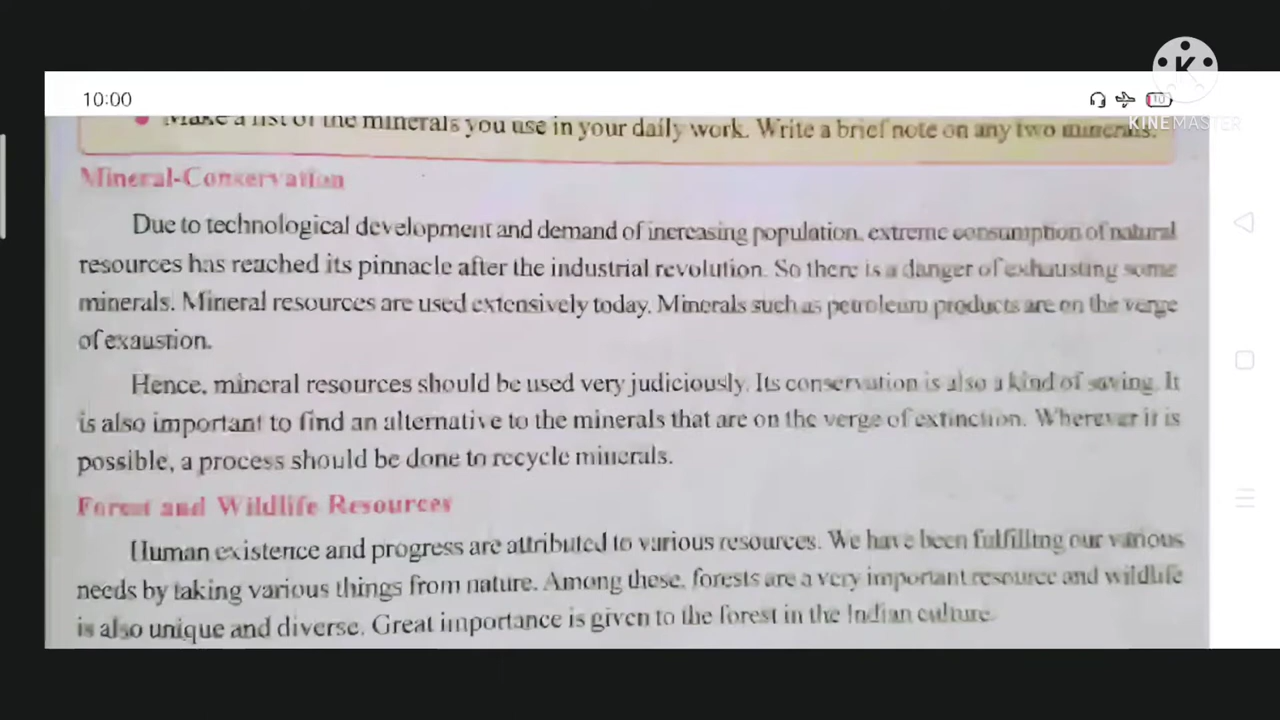 10:00
10
K
KINEMASTER
Make a list of the minerals you use in your daily work. Write a brief note on any two minerals.
Mineral-Conservation
Due to technological development and demand of increasing population, extreme consumption of natural
resources has reached its pinnacle after the industrial revolution. So there is a danger of exhausting some
minerals. Mineral resources are used extensively today. Minerals such as petroleum products are on the verge
of exaustion.
Hence, mineral resources should be used very judiciously. Its conservation is also a kind of saving. It
is also important to find an alternative to the minerals that are on the verge of extinction. Wherever it is
possible, a process should be done to recycle minerals.
Forest and Wildlife Resources
Human existence and progress are attributed to various resources. We have been fulfilling our various
needs by taking various things from nature. Among these, forests are a very important resource and wildlife
is also unique and diverse. Great importance is given to the forest in the Indian culture.